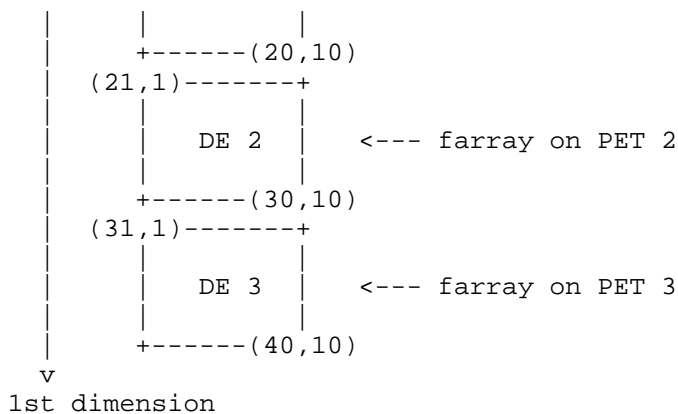 |      |          |
|      +------(20,10)
|   (21,1)-------+
|      |          |
|      |   DE 2   |   <--- farray on PET 2
|      |          |
|      +------(30,10)
|   (31,1)-------+
|      |          |
|      |   DE 3   |   <--- farray on PET 3
|      |          |
|      +------(40,10)
v
1st dimension